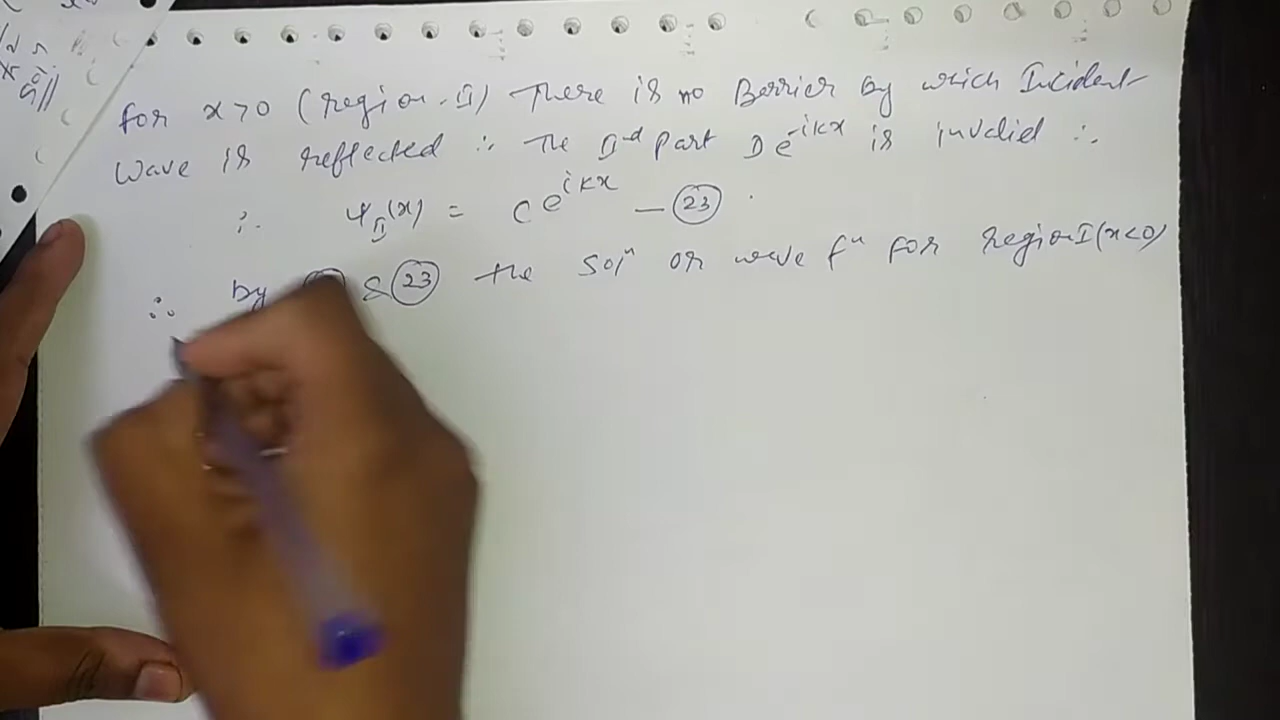 for x>0 (region-II) There is no Barrier by which Incident
wave is reflected ∴ The IInd part De^-ikx is invalid ∴
∴ ψII(x) = Ce^ikx — (23)
∴ by & (23) the solⁿ or wave fⁿ for region I (x<0)